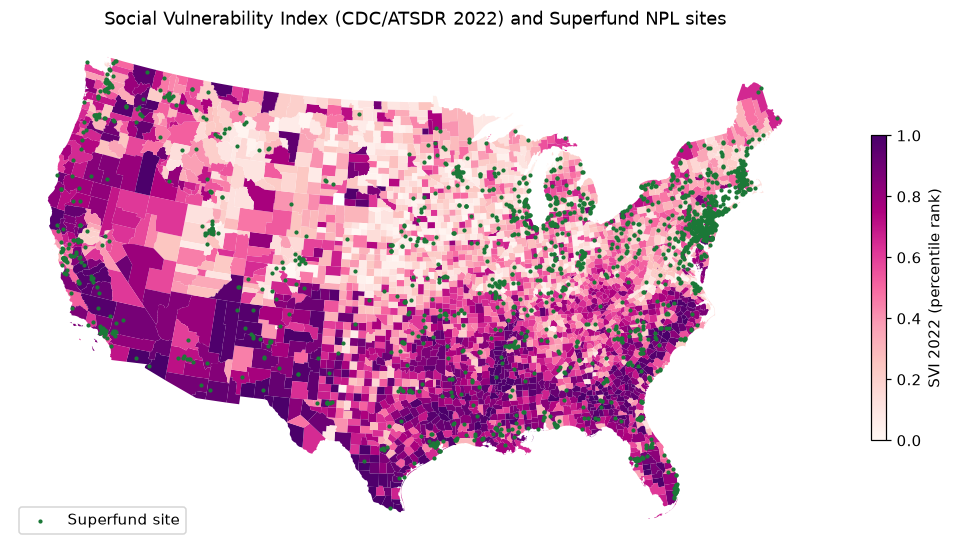 Social Vulnerability Index (CDC/ATSDR 2022) and Superfund NPL sites
1.0
0.8
0.6
0.4
0.2
0.0
SVI 2022 (percentile rank)
Superfund site